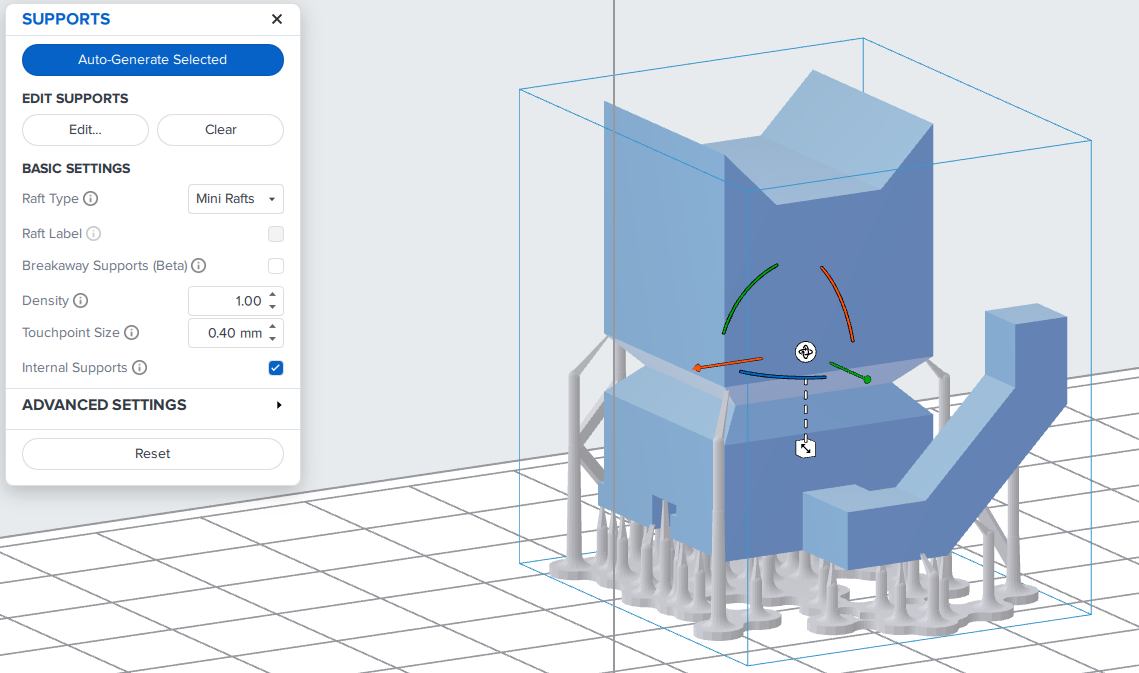 SUPPORTS
Auto-Generate Selected
EDIT SUPPORTS
Edit... Clear
BASIC SETTINGS
Raft Type Mini Rafts
Raft Label
Breakaway Supports (Beta)
Density 1.00
Touchpoint Size 0.40 mm
Internal Supports
ADVANCED SETTINGS
Reset